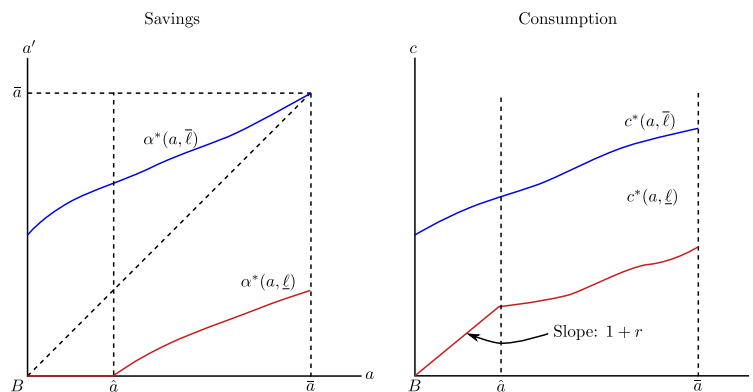 Savings
a′
a̅
α*(a, ℓ̅)
α*(a, ℓ̲)
B
â
a̅
a
Consumption
c
c*(a, ℓ̅)
c*(a, ℓ̲)
Slope: 1 + r
B
â
a̅